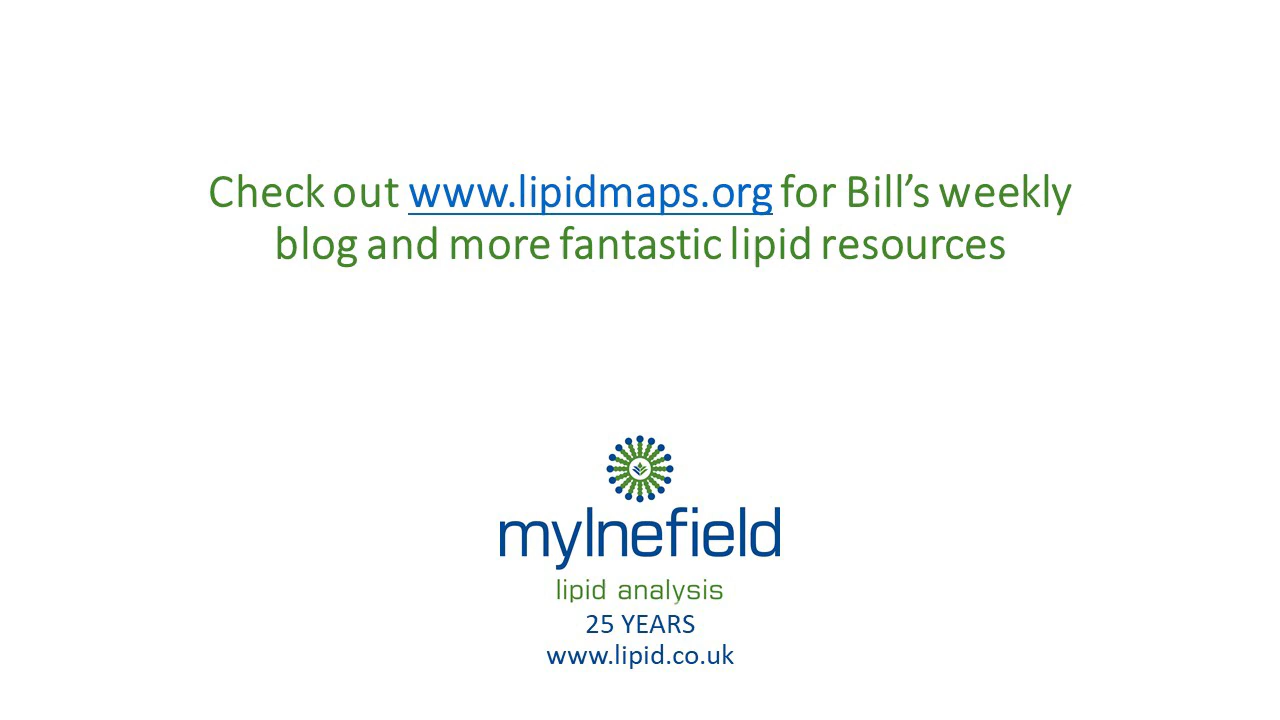 Check out www.lipidmaps.org for Bill’s weekly
blog and more fantastic lipid resources
mylnefield
lipid analysis
25 YEARS
www.lipid.co.uk